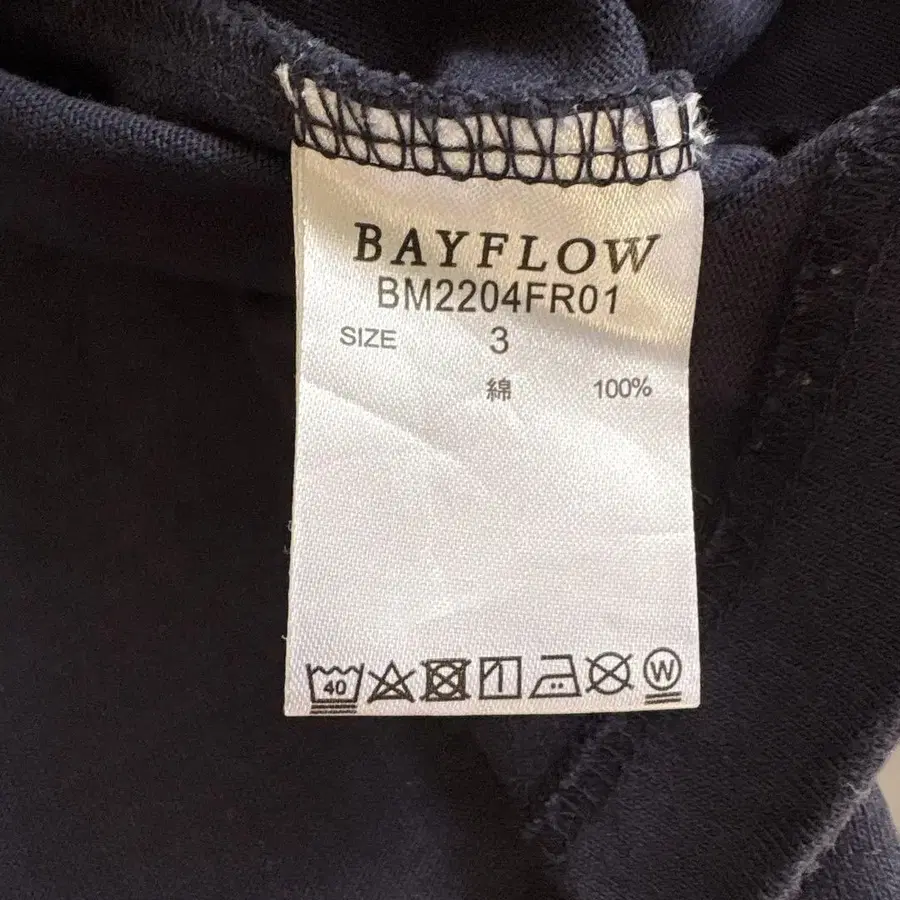 BAYFLOW
BM2204FR01
SIZE 3
綿 100%
40 W